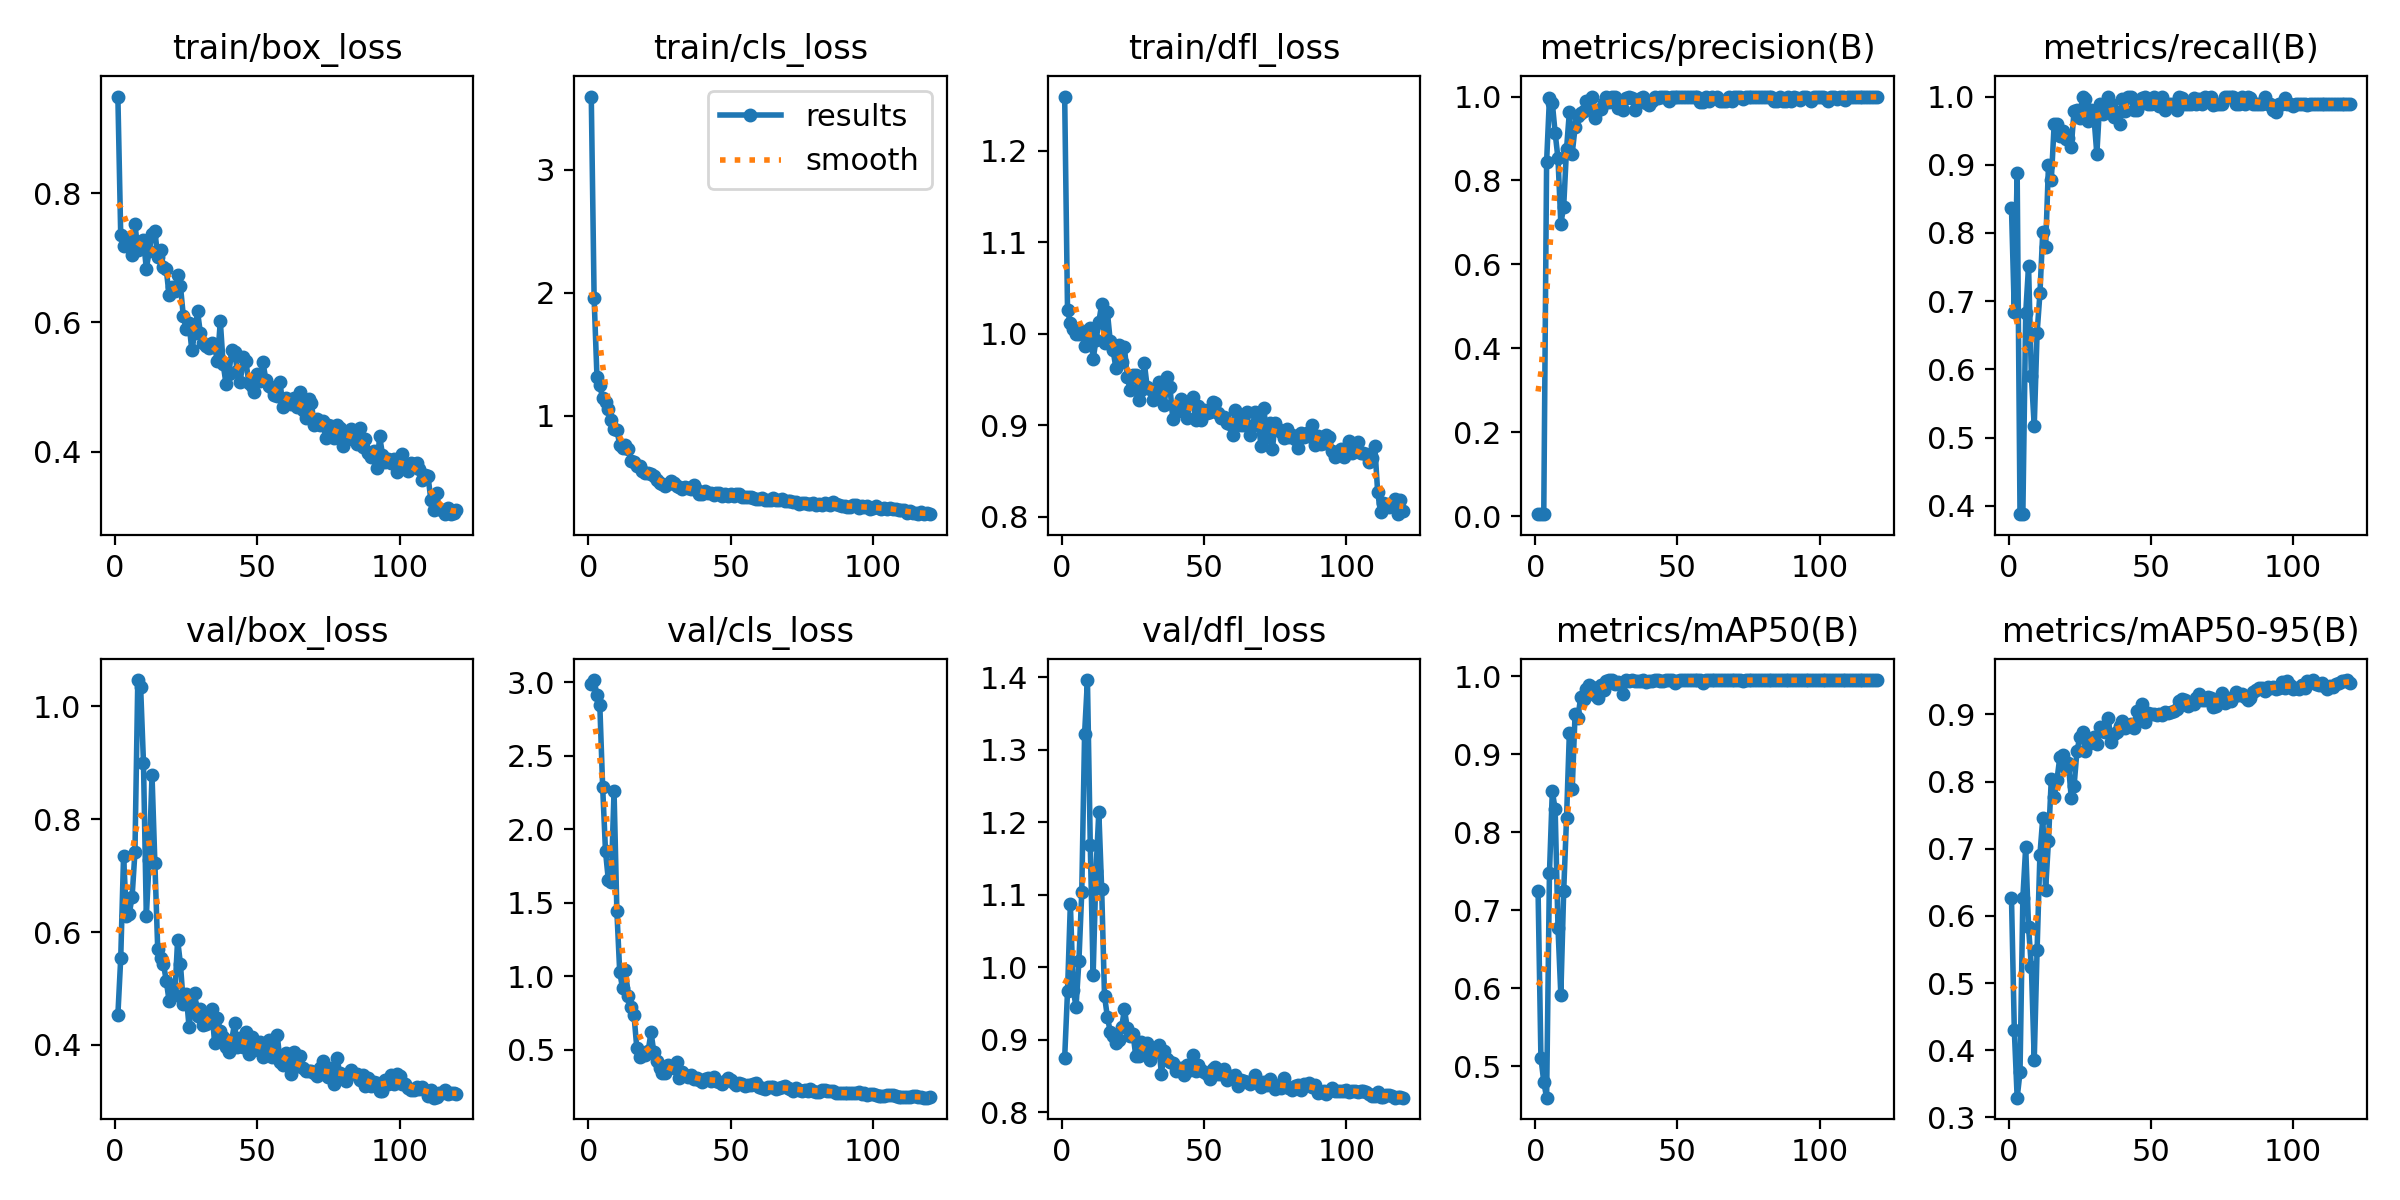 train/box_loss
0.8
0.6
0.4
0 50 100
train/cls_loss
results
smooth
3
2
1
0 50 100
train/dfl_loss
1.2
1.1
1.0
0.9
0.8
0 50 100
metrics/precision(B)
1.0
0.8
0.6
0.4
0.2
0.0
0 50 100
metrics/recall(B)
1.0
0.9
0.8
0.7
0.6
0.5
0.4
0 50 100
val/box_loss
1.0
0.8
0.6
0.4
0 50 100
val/cls_loss
3.0
2.5
2.0
1.5
1.0
0.5
0 50 100
val/dfl_loss
1.4
1.3
1.2
1.1
1.0
0.9
0.8
0 50 100
metrics/mAP50(B)
1.0
0.9
0.8
0.7
0.6
0.5
0 50 100
metrics/mAP50-95(B)
0.9
0.8
0.7
0.6
0.5
0.4
0.3
0 50 100